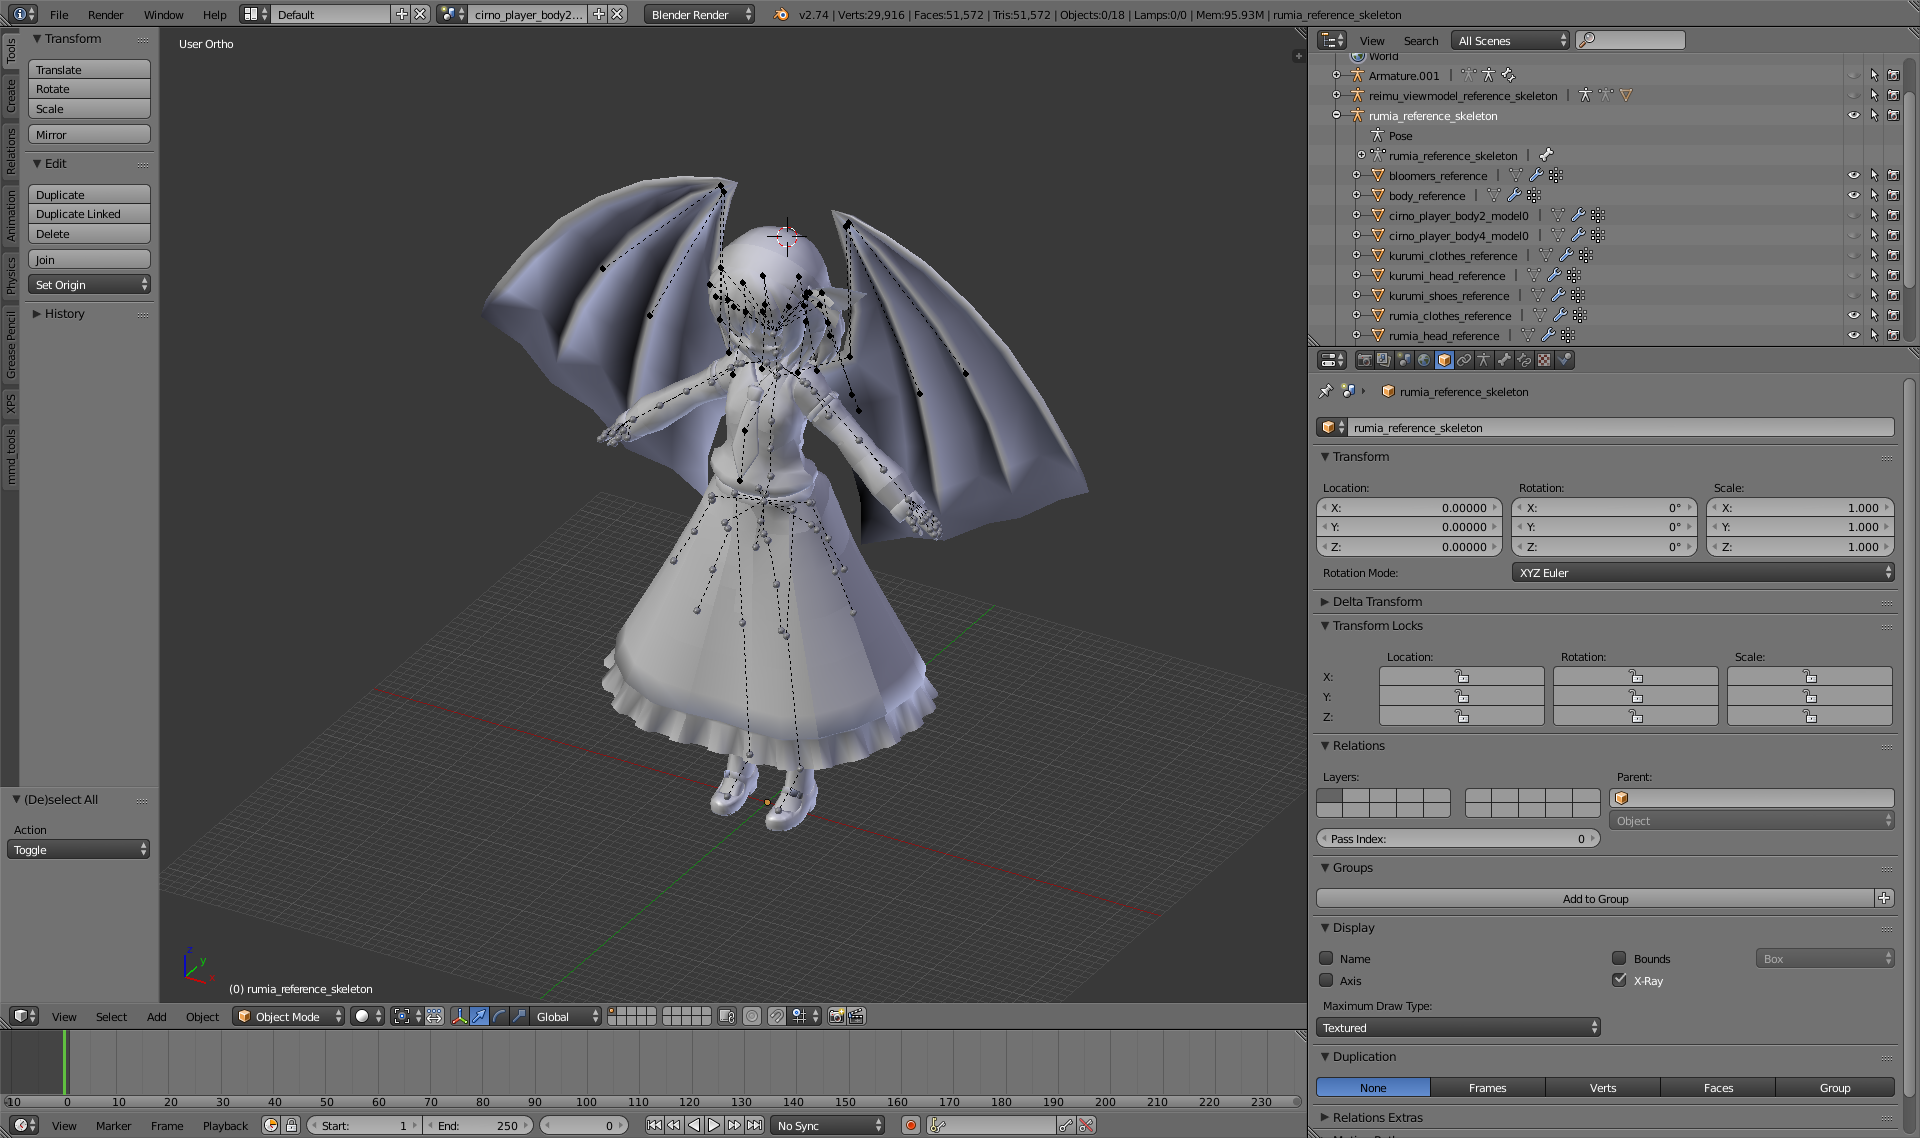 File Render Window Help Default cirno_player_body2... Blender Render v2.74 | Verts:29,916 | Faces:51,572 | Tris:51,572 | Objects:0/18 | Lamps:0/0 | Mem:95.93M | rumia_reference_skeleton
Tools
Create
Relations
Animation
Physics
Grease Pencil
XPS
mmd_tools
Transform
Translate
Rotate
Scale
Mirror
Edit
Duplicate
Duplicate Linked
Delete
Join
Set Origin
History
(De)select All
Action
Toggle
User Ortho
z
y
x
(0) rumia_reference_skeleton
View Select Add Object Object Mode Global
-10 0 10 20 30 40 50 60 70 80 90 100 110 120 130 140 150 160 170 180 190 200 210 220 230
View Marker Frame Playback Start: 1 End: 250 0 No Sync
View Search All Scenes
World
Armature.001
reimu_viewmodel_reference_skeleton
rumia_reference_skeleton
Pose
rumia_reference_skeleton
bloomers_reference
body_reference
cirno_player_body2_model0
cirno_player_body4_model0
kurumi_clothes_reference
kurumi_head_reference
kurumi_shoes_reference
rumia_clothes_reference
rumia_head_reference
rumia_reference_skeleton
rumia_reference_skeleton
Transform
Location: Rotation: Scale:
X: 0.00000 X: 0° X: 1.000
Y: 0.00000 Y: 0° Y: 1.000
Z: 0.00000 Z: 0° Z: 1.000
Rotation Mode: XYZ Euler
Delta Transform
Transform Locks
Location: Rotation: Scale:
X:
Y:
Z:
Relations
Layers: Parent:
Object
Pass Index: 0
Groups
Add to Group
Display
Name Bounds Box
Axis X-Ray
Maximum Draw Type:
Textured
Duplication
None Frames Verts Faces Group
Relations Extras